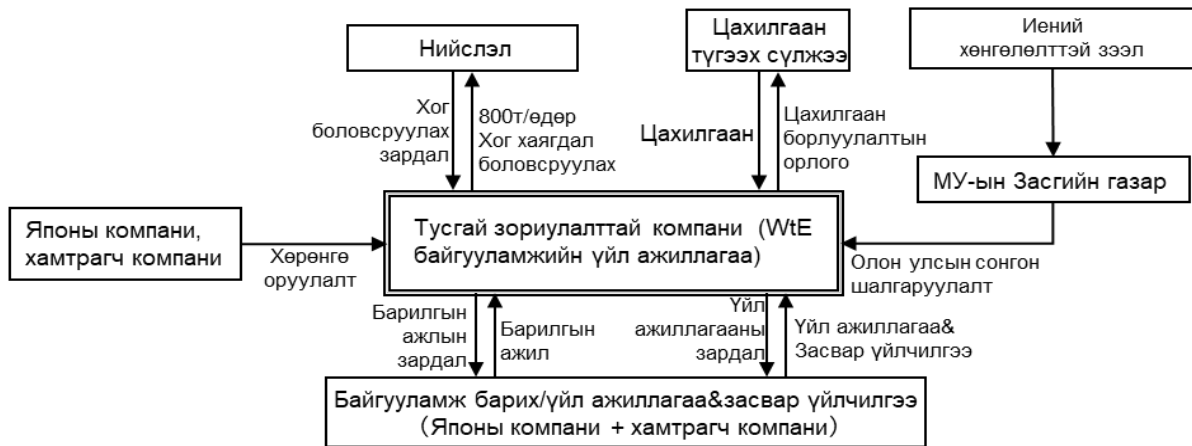 Нийслэл
Цахилгаан
түгээх сүлжээ
Иений
хөнгөлөлттэй зээл
Хог
боловсруулах
зардал
800т/өдөр
Хог хаягдал
боловсруулах
Цахилгаан
Цахилгаан
борлуулалтын
орлого
МУ-ын Засгийн газар
Японы компани,
хамтрагч компани
Хөрөнгө
оруулалт
Тусгай зориулалттай компани (WtE
байгууламжийн үйл ажиллагаа)
Олон улсын сонгон
шалгаруулалт
Барилгын
ажлын
зардал
Барилгын
ажил
Үйл
ажиллагааны
зардал
Үйл ажиллагаа&
Засвар үйлчилгээ
Байгууламж барих/үйл ажиллагаа&засвар үйлчилгээ
(Японы компани + хамтрагч компани)